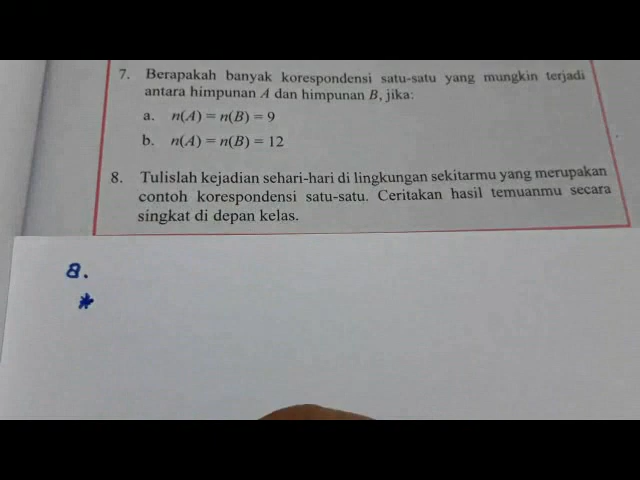 7. Berapakah banyak korespondensi satu-satu yang mungkin terjadi
antara himpunan A dan himpunan B, jika:
a. n(A) = n(B) = 9
b. n(A) = n(B) = 12
8. Tulislah kejadian sehari-hari di lingkungan sekitarmu yang merupakan
contoh korespondensi satu-satu. Ceritakan hasil temuanmu secara
singkat di depan kelas.
8.
*